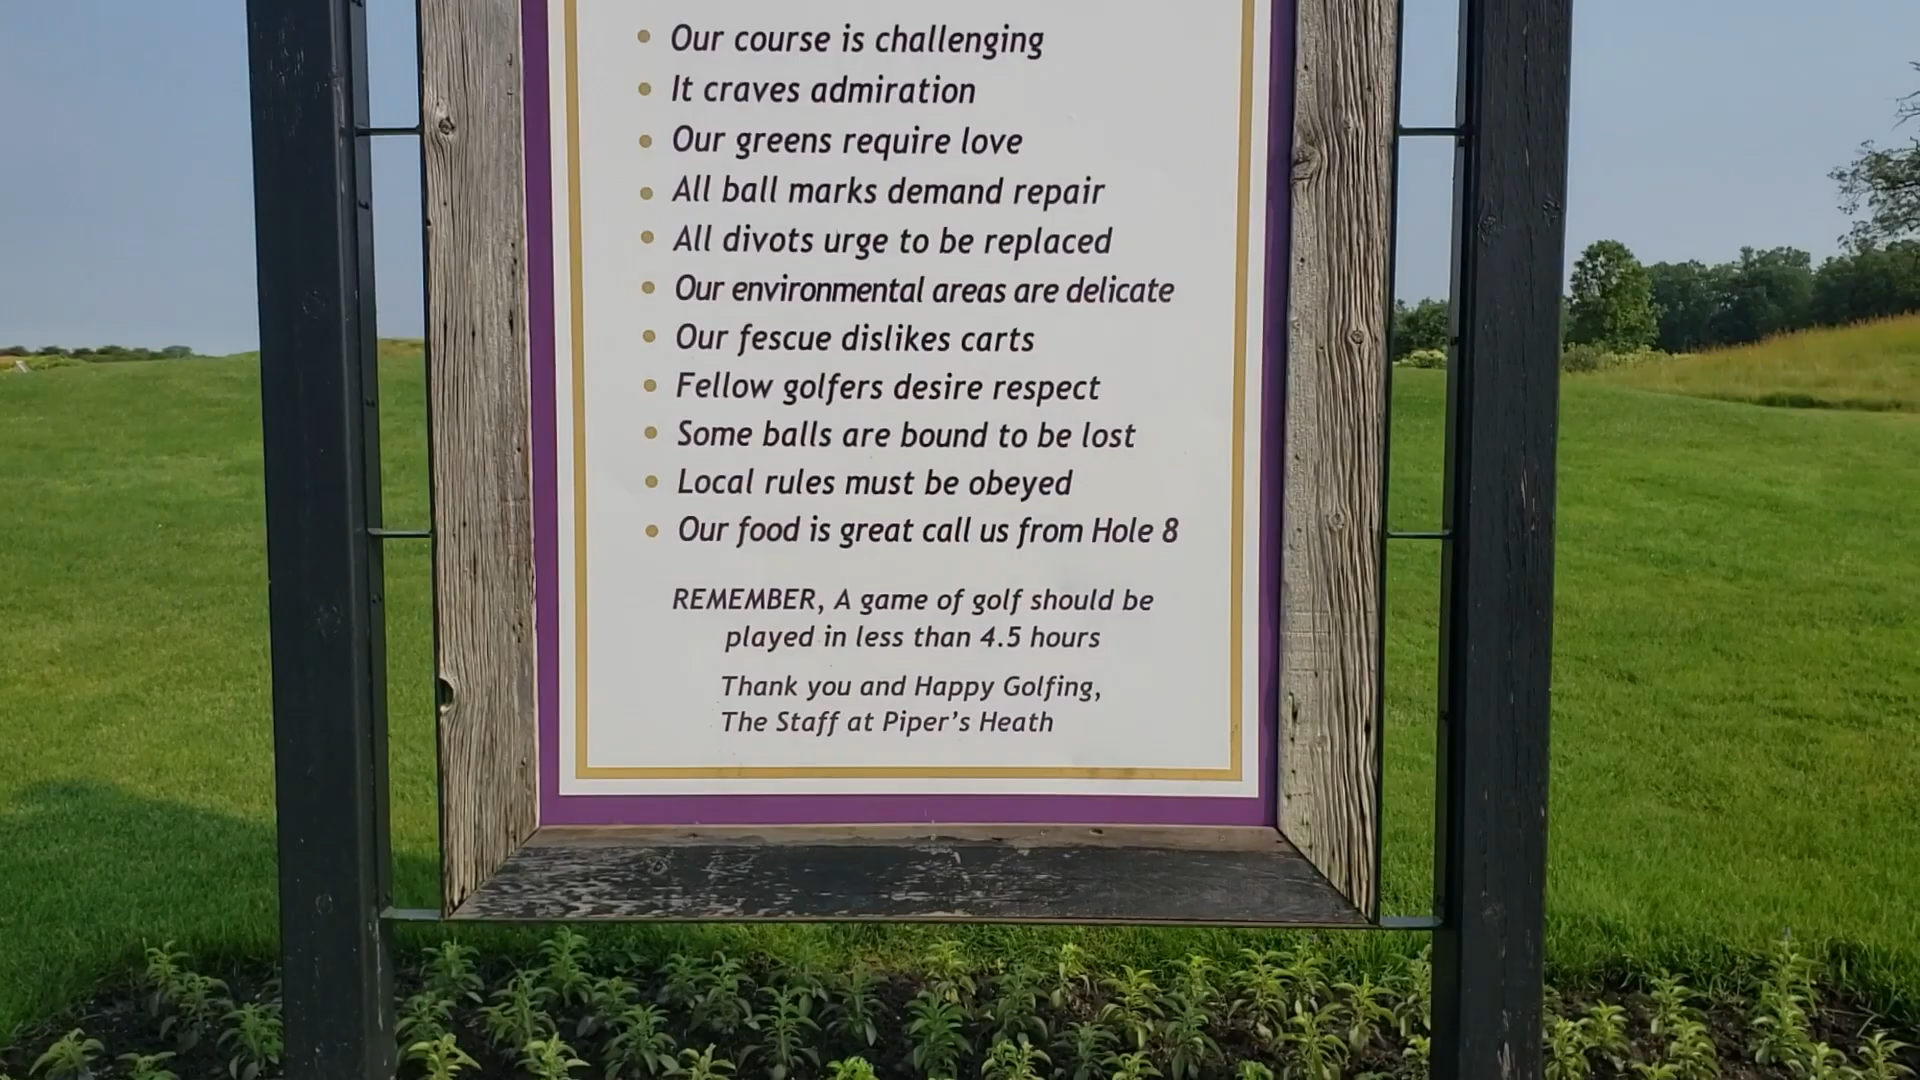 Our course is challenging
It craves admiration
Our greens require love
All ball marks demand repair
All divots urge to be replaced
Our environmental areas are delicate
Our fescue dislikes carts
Fellow golfers desire respect
Some balls are bound to be lost
Local rules must be obeyed
Our food is great call us from Hole 8
REMEMBER, A game of golf should be
played in less than 4.5 hours
Thank you and Happy Golfing,
The Staff at Piper’s Heath